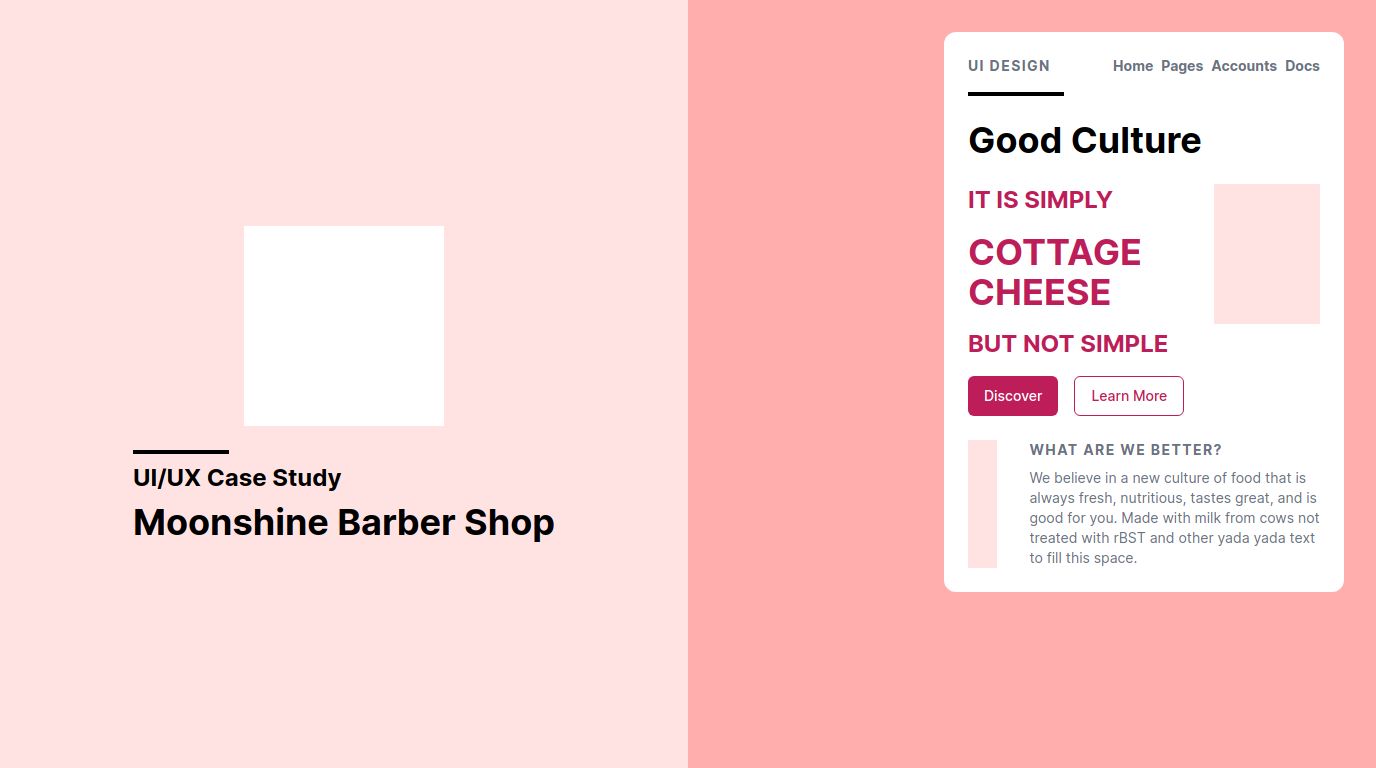 UI/UX Case Study
Moonshine Barber Shop
UI DESIGN
Home Pages Accounts Docs
Good Culture
IT IS SIMPLY
COTTAGE
CHEESE
BUT NOT SIMPLE
Discover Learn More
WHAT ARE WE BETTER?
We believe in a new culture of food that is
always fresh, nutritious, tastes great, and is
good for you. Made with milk from cows not
treated with rBST and other yada yada text
to fill this space.